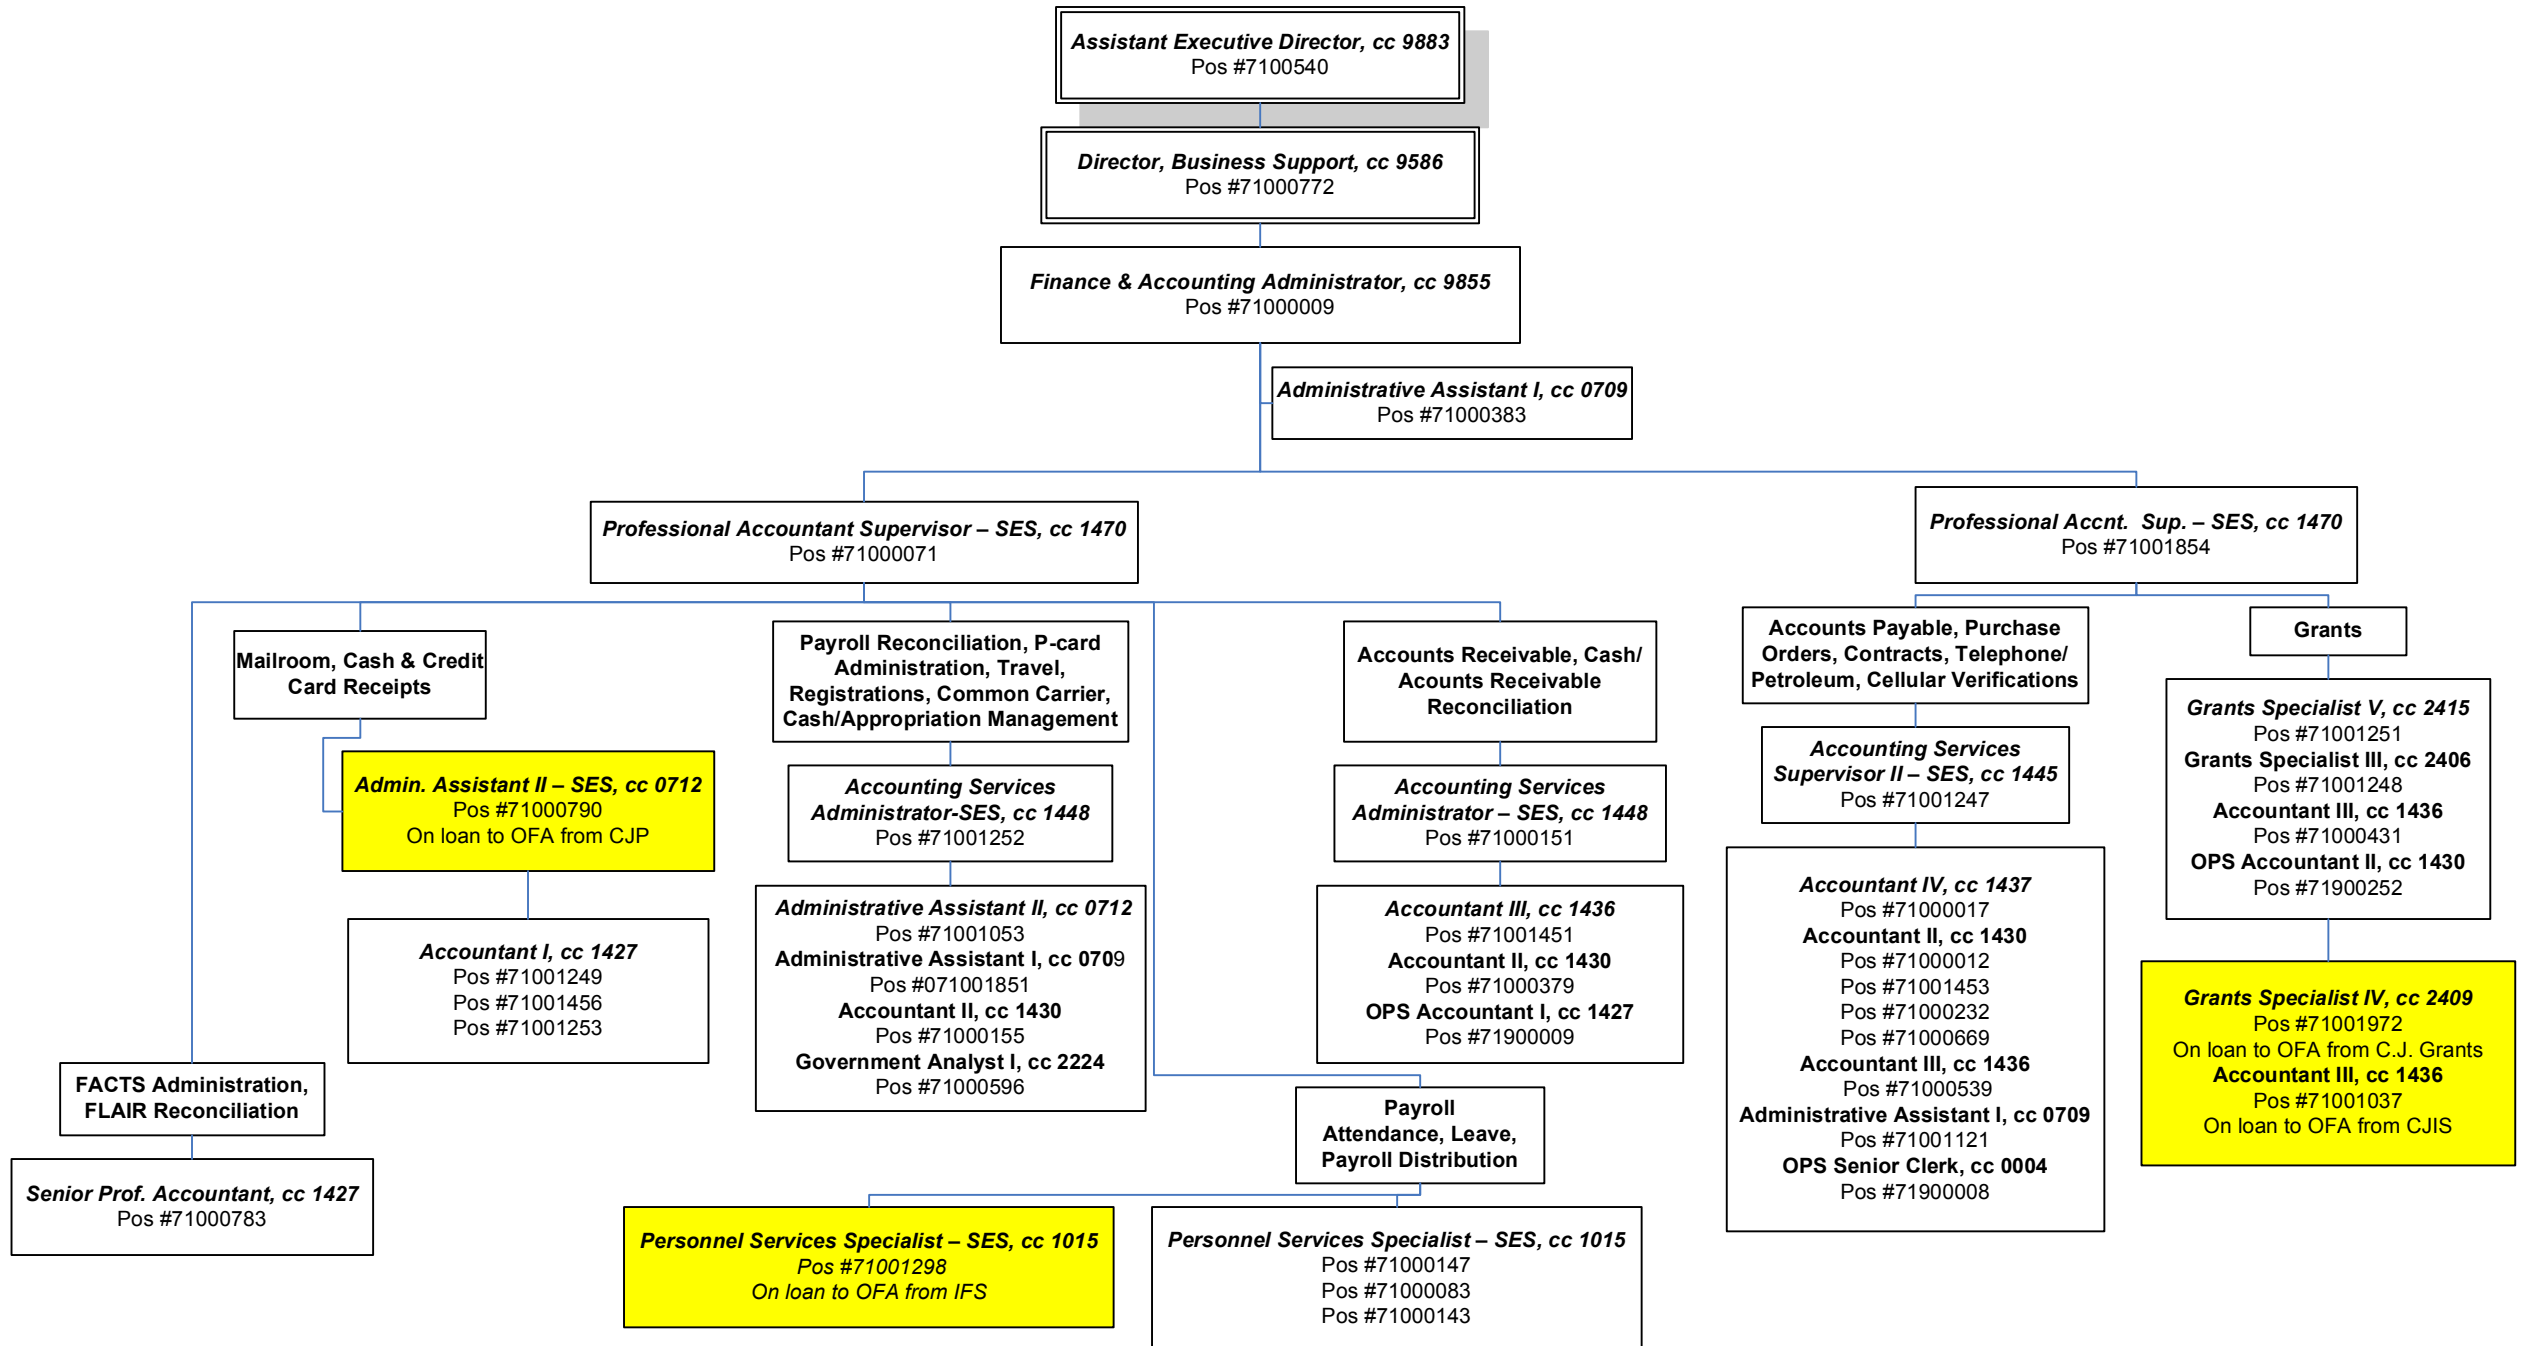 Assistant Executive Director, cc 9883
Pos #7100540
Director, Business Support, cc 9586
Pos #71000772
Finance & Accounting Administrator, cc 9855
Pos #71000009
Administrative Assistant I, cc 0709
Pos #71000383
Professional Accountant Supervisor – SES, cc 1470
Pos #71000071
Professional Accnt. Sup. – SES, cc 1470
Pos #71001854
Mailroom, Cash & Credit
Card Receipts
Payroll Reconciliation, P-card
Administration, Travel,
Registrations, Common Carrier,
Cash/Appropriation Management
Accounts Receivable, Cash/
Acounts Receivable
Reconciliation
Accounts Payable, Purchase
Orders, Contracts, Telephone/
Petroleum, Cellular Verifications
Grants
Admin. Assistant II – SES, cc 0712
Pos #71000790
On loan to OFA from CJP
Accounting Services
Administrator-SES, cc 1448
Pos #71001252
Accounting Services
Administrator – SES, cc 1448
Pos #71000151
Accounting Services
Supervisor II – SES, cc 1445
Pos #71001247
Grants Specialist V, cc 2415
Pos #71001251
Grants Specialist III, cc 2406
Pos #71001248
Accountant III, cc 1436
Pos #71000431
OPS Accountant II, cc 1430
Pos #71900252
Accountant I, cc 1427
Pos #71001249
Pos #71001456
Pos #71001253
Administrative Assistant II, cc 0712
Pos #71001053
Administrative Assistant I, cc 0709
Pos #071001851
Accountant II, cc 1430
Pos #71000155
Government Analyst I, cc 2224
Pos #71000596
Accountant III, cc 1436
Pos #71001451
Accountant II, cc 1430
Pos #71000379
OPS Accountant I, cc 1427
Pos #71900009
Accountant IV, cc 1437
Pos #71000017
Accountant II, cc 1430
Pos #71000012
Pos #71001453
Pos #71000232
Pos #71000669
Accountant III, cc 1436
Pos #71000539
Administrative Assistant I, cc 0709
Pos #71001121
OPS Senior Clerk, cc 0004
Pos #71900008
Grants Specialist IV, cc 2409
Pos #71001972
On loan to OFA from C.J. Grants
Accountant III, cc 1436
Pos #71001037
On loan to OFA from CJIS
FACTS Administration,
FLAIR Reconciliation
Senior Prof. Accountant, cc 1427
Pos #71000783
Payroll
Attendance, Leave,
Payroll Distribution
Personnel Services Specialist – SES, cc 1015
Pos #71001298
On loan to OFA from IFS
Personnel Services Specialist – SES, cc 1015
Pos #71000147
Pos #71000083
Pos #71000143